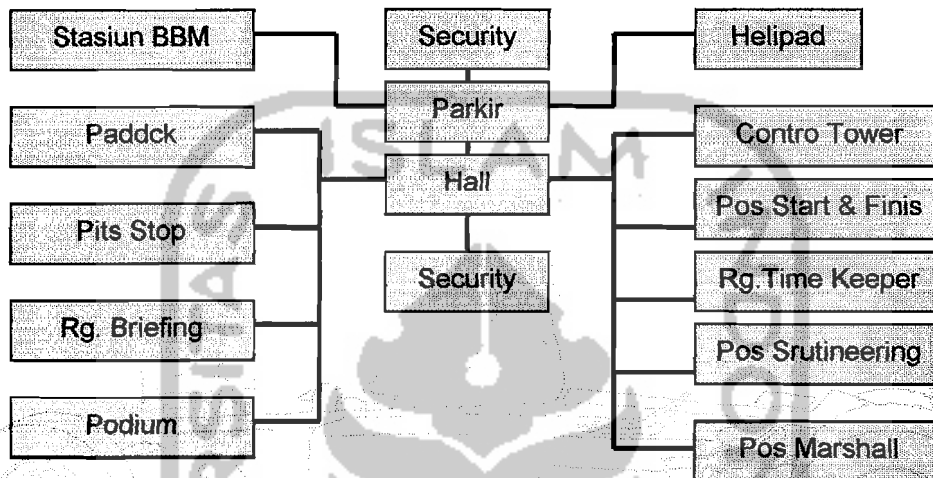 Stasiun BBM
Security
Helipad
Parkir
Paddck
Contro Tower
Hall
Pits Stop
Pos Start & Finis
Security
Rg. Time Keeper
Rg. Briefing
Pos Srutineering
Podium
Pos Marshall
ISLAM